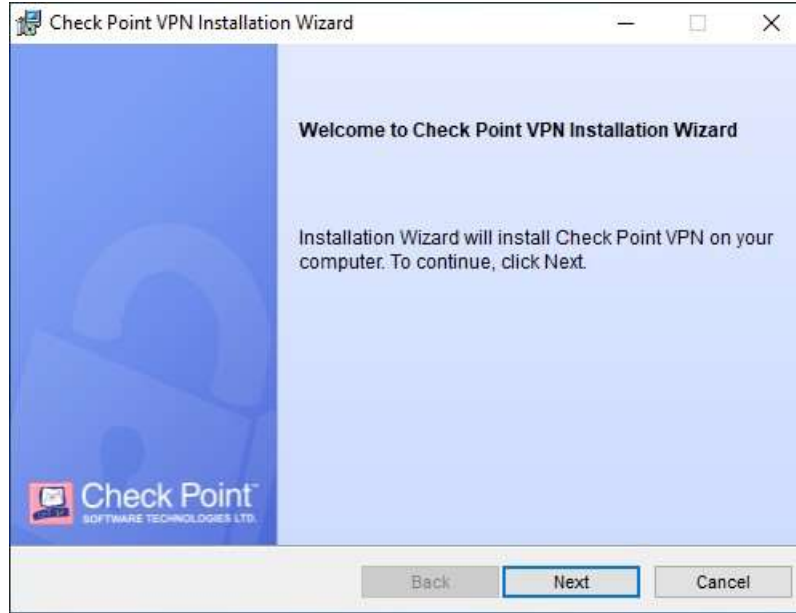 Check Point VPN Installation Wizard
Welcome to Check Point VPN Installation Wizard
Installation Wizard will install Check Point VPN on your
computer. To continue, click Next.
Check Point™
SOFTWARE TECHNOLOGIES LTD.
Back Next Cancel